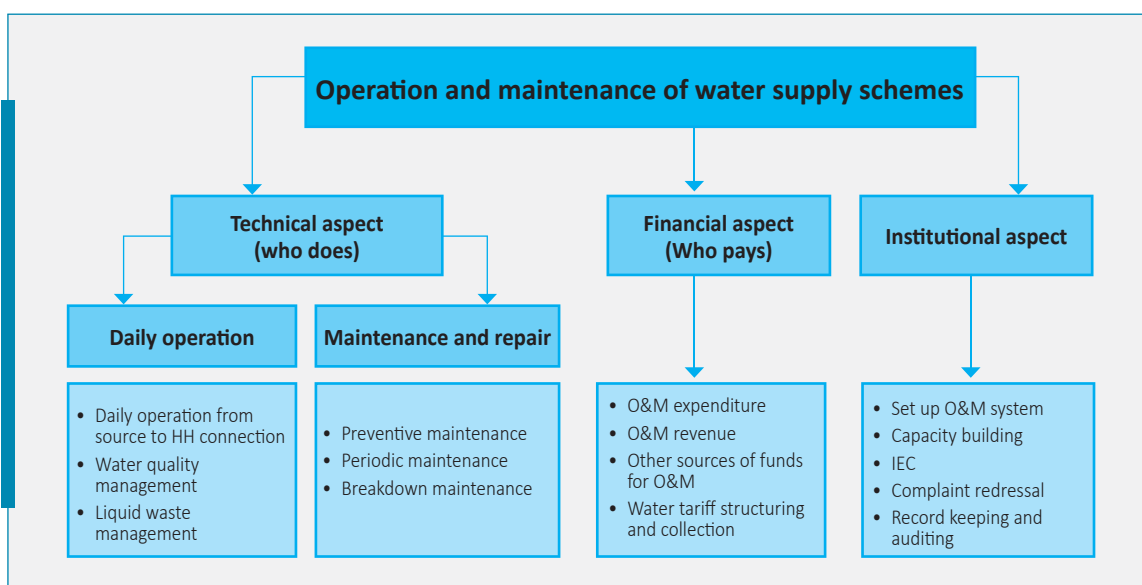 Operation and maintenance of water supply schemes
Technical aspect
(who does)
Financial aspect
(Who pays)
Institutional aspect
Daily operation
Maintenance and repair
• Daily operation from
source to HH connection
• Water quality
management
• Liquid waste
management
• Preventive maintenance
• Periodic maintenance
• Breakdown maintenance
• O&M expenditure
• O&M revenue
• Other sources of funds
for O&M
• Water tariff structuring
and collection
• Set up O&M system
• Capacity building
• IEC
• Complaint redressal
• Record keeping and
auditing